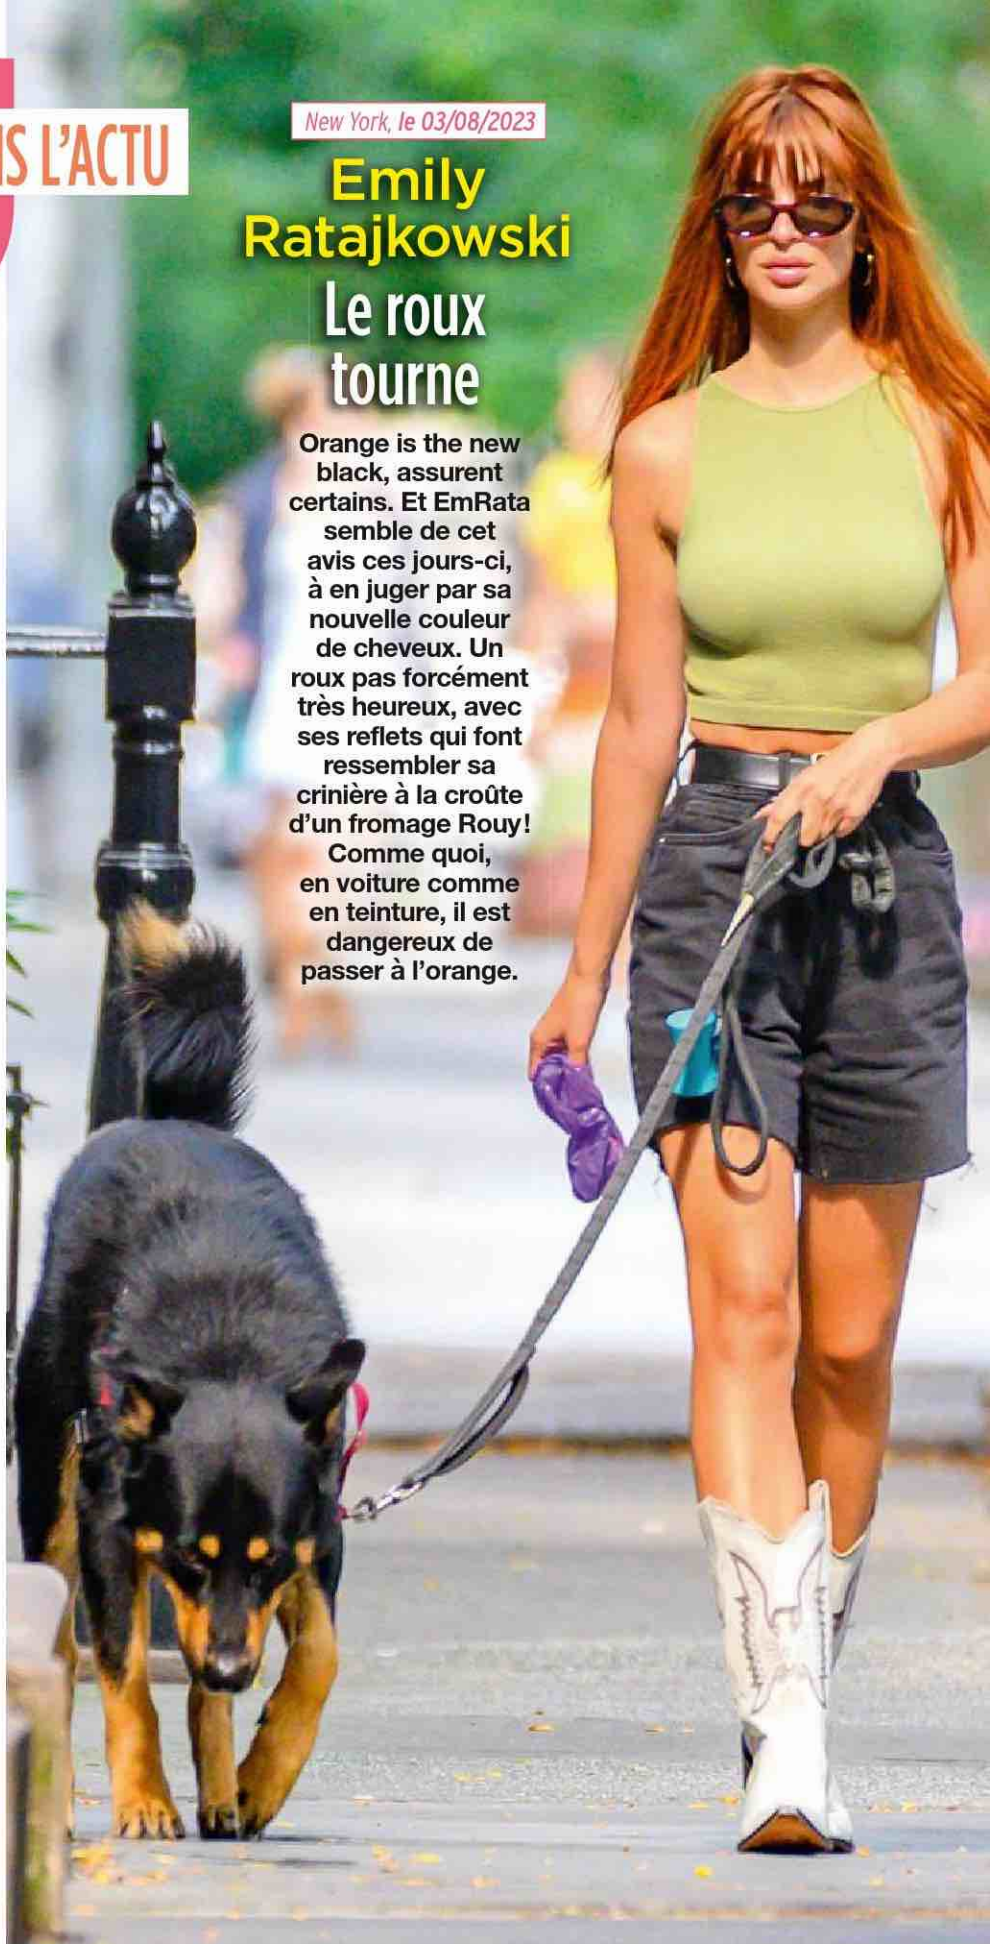 S L'ACTU
New York, le 03/08/2023
Emily
Ratajkowski
Le roux
tourne
Orange is the new
black, assurent
certains. Et EmRata
semble de cet
avis ces jours-ci,
à en juger par sa
nouvelle couleur
de cheveux. Un
roux pas forcément
très heureux, avec
ses reflets qui font
ressembler sa
crinière à la croûte
d'un fromage Rouy!
Comme quoi,
en voiture comme
en teinture, il est
dangereux de
passer à l'orange.